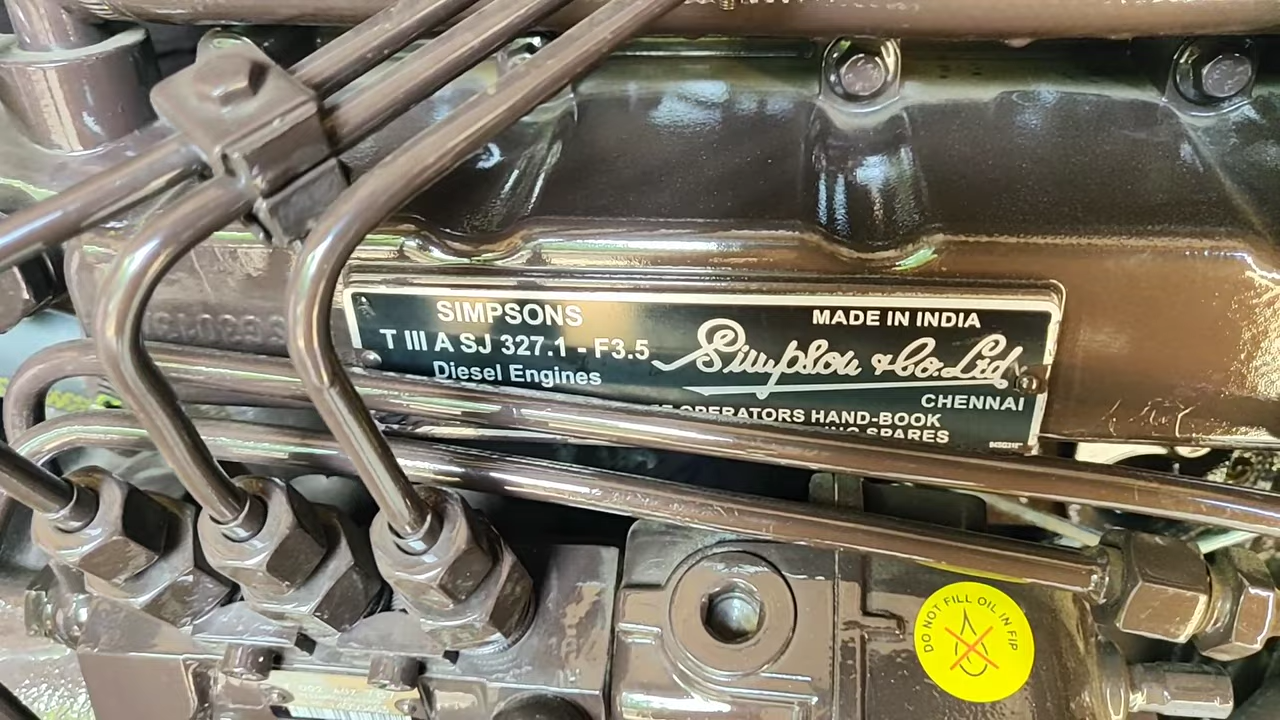 SIMPSONS
T III A SJ 327.1 - F3.5
Diesel Engines
MADE IN INDIA
Simpson & Co. Ltd.
CHENNAI
OPERATORS HAND-BOOK
SPARES
DO NOT FILL OIL IN FIP